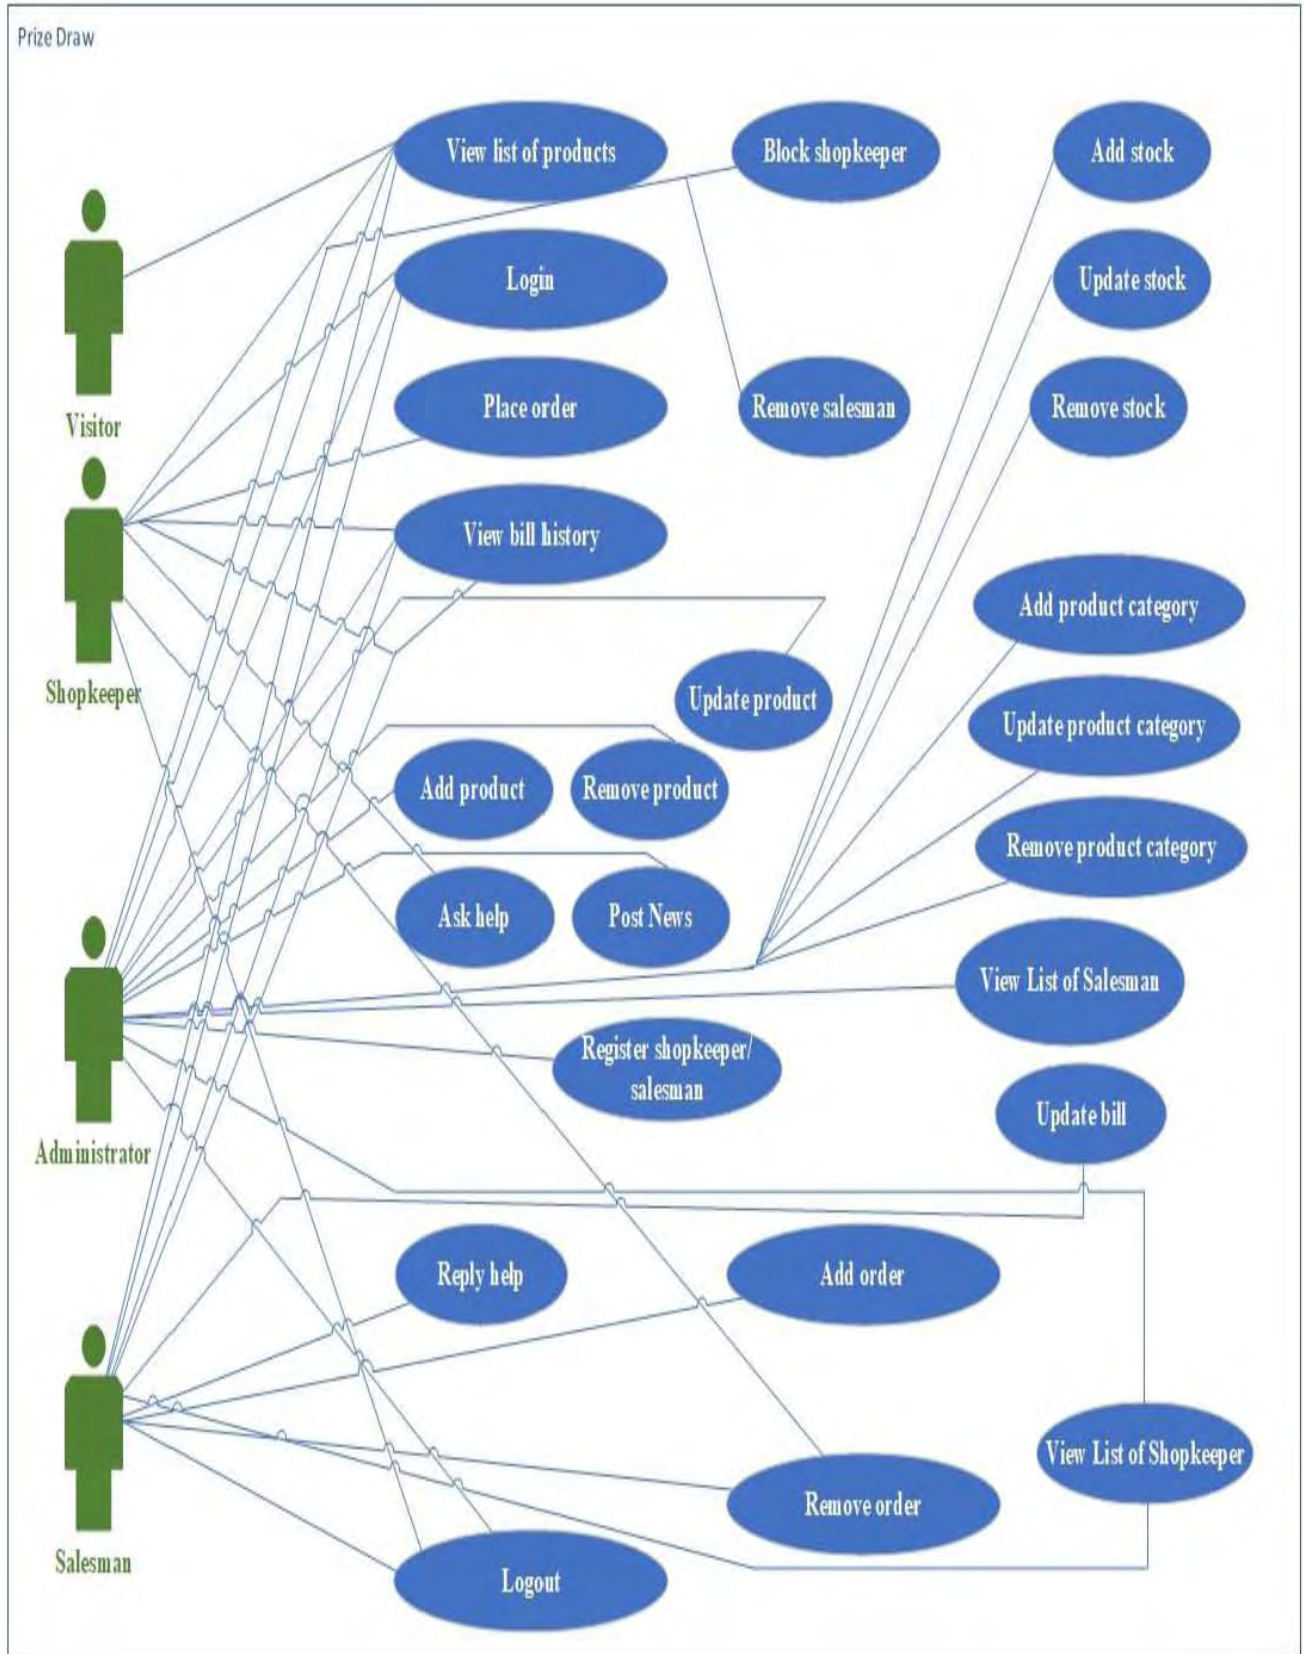 Prize Draw
View list of products
Block shopkeeper
Add stock
Login
Update stock
Visitor
Place order
Remove salesman
Remove stock
View bill history
Add product category
Shopkeeper
Update product
Update product category
Add product
Remove product
Remove product category
Ask help
Post News
View List of Salesman
Register shopkeeper/
salesman
Update bill
Administrator
Reply help
Add order
View List of Shopkeeper
Remove order
Salesman
Logout